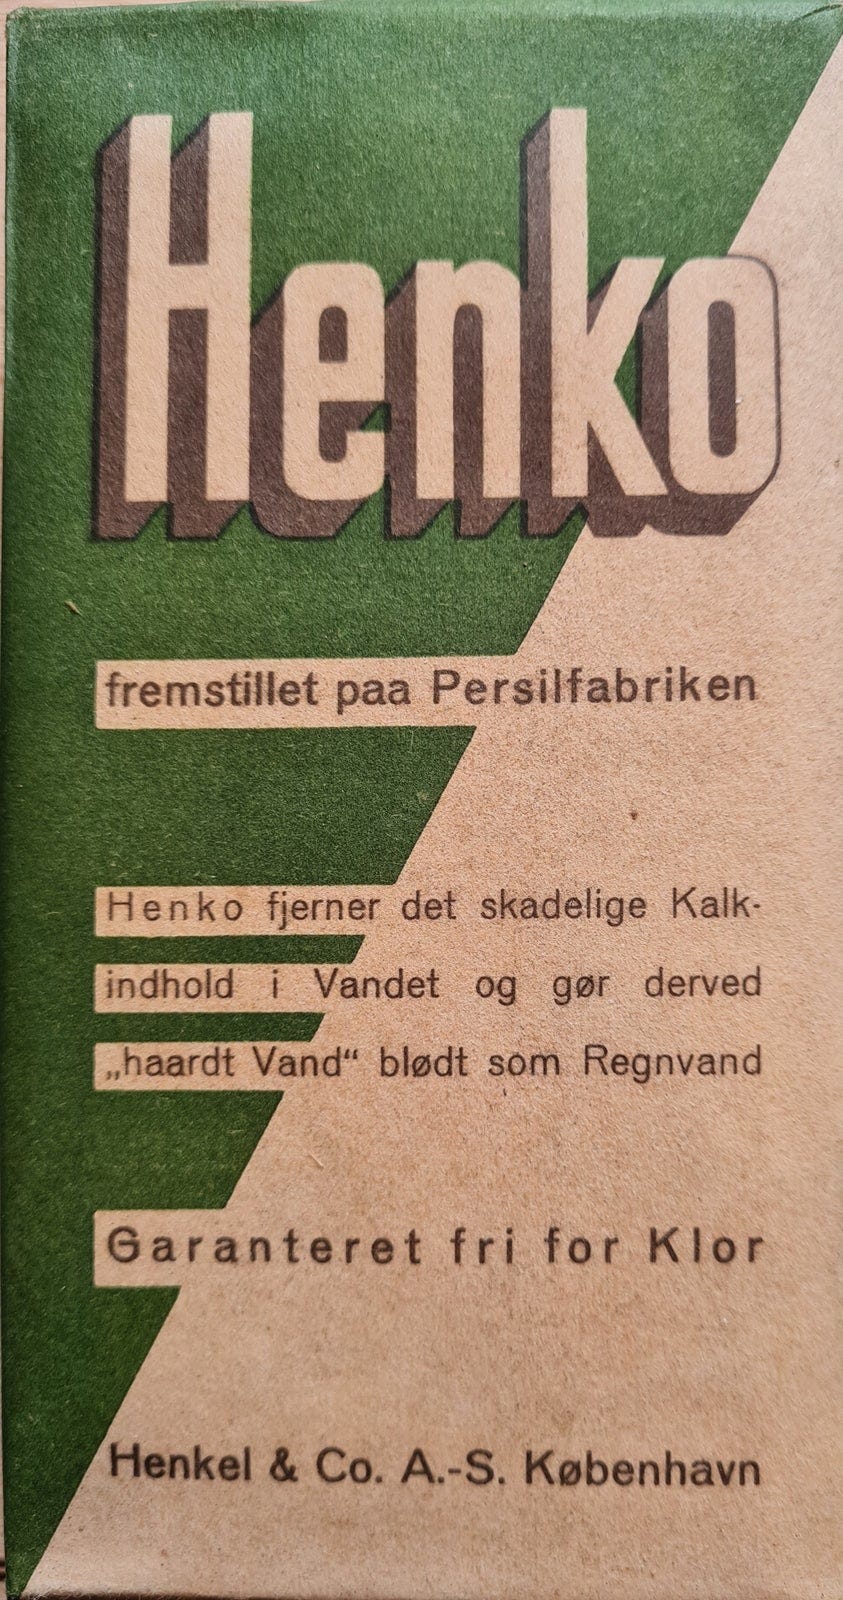 Henko
fremstillet paa Persilfabriken
Henko fjerner det skadelige Kalk-
indhold i Vandet og gør derved
„haardt Vand“ blødt som Regnvand
Garanteret fri for Klor
Henkel & Co. A.-S. København